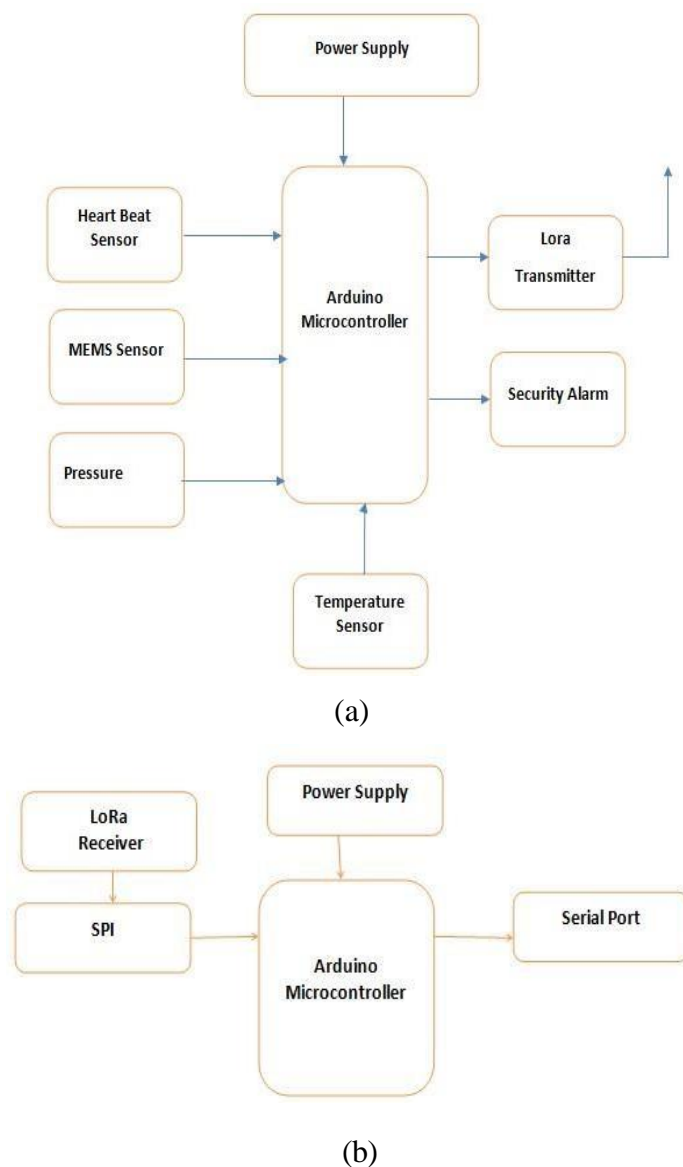 Power Supply
Heart Beat
Sensor
Lora
Transmitter
Arduino
Microcontroller
MEMS Sensor
Security Alarm
Pressure
Temperature
Sensor
(a)
Power Supply
LoRa
Receiver
SPI
Serial Port
Arduino
Microcontroller
(b)